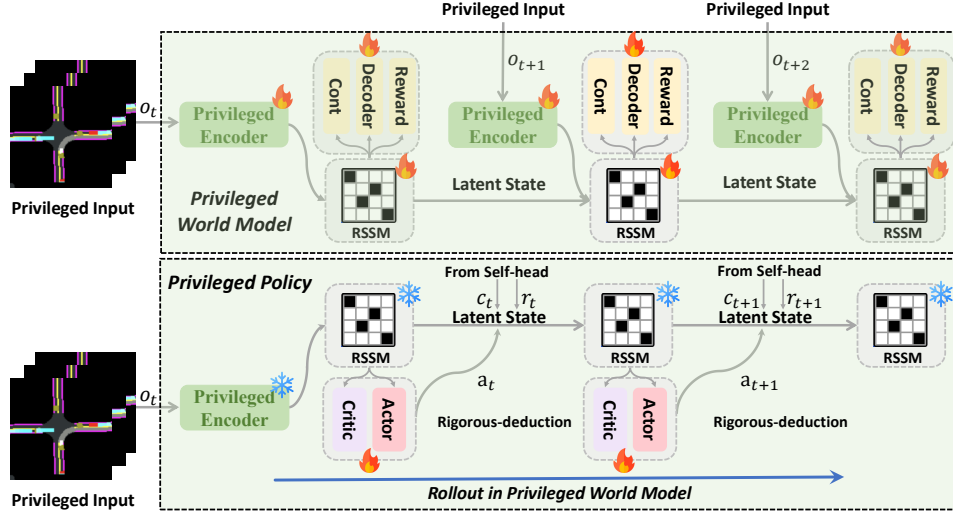 Privileged Input
Privileged Input
o_t
o_{t+1}
o_{t+2}
Privileged
Encoder
Cont
Decoder
Reward
Privileged
Encoder
Cont
Decoder
Reward
Privileged
Encoder
Cont
Decoder
Reward
Privileged Input
Privileged
World Model
RSSM
Latent State
RSSM
Latent State
RSSM
Privileged Policy
From Self-head
c_t
r_t
Latent State
From Self-head
c_{t+1}
r_{t+1}
Latent State
RSSM
RSSM
RSSM
o_t
Privileged
Encoder
a_t
a_{t+1}
Critic
Actor
Rigorous-deduction
Critic
Actor
Rigorous-deduction
Privileged Input
Rollout in Privileged World Model